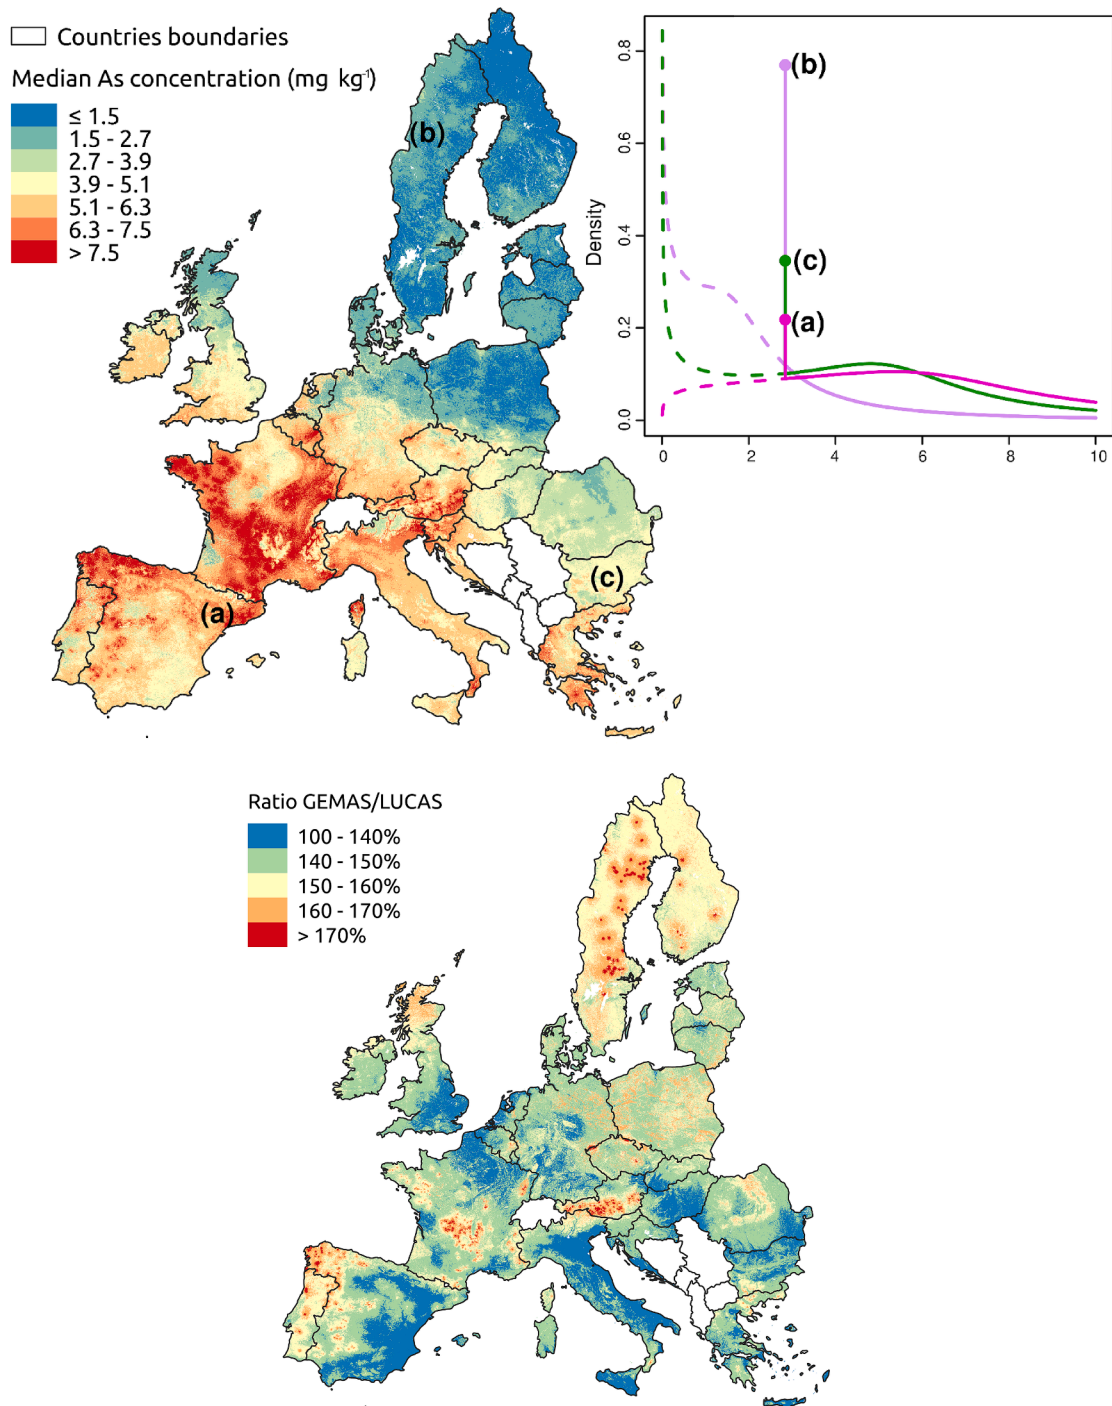 Countries boundaries
Median As concentration (mg kg⁻¹)
≤ 1.5
1.5 - 2.7
2.7 - 3.9
3.9 - 5.1
5.1 - 6.3
6.3 - 7.5
> 7.5
(b)
(a)
(c)
Density
0.8
0.6
0.4
0.2
0.0
(b)
(c)
(a)
0 2 4 6 8 10
Ratio GEMAS/LUCAS
100 - 140%
140 - 150%
150 - 160%
160 - 170%
> 170%